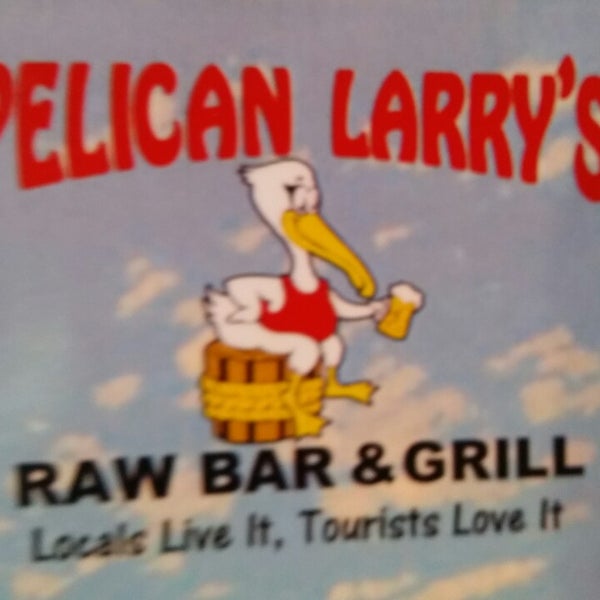 PELICAN LARRY'S
RAW BAR & GRILL
Locals Live It, Tourists Love It